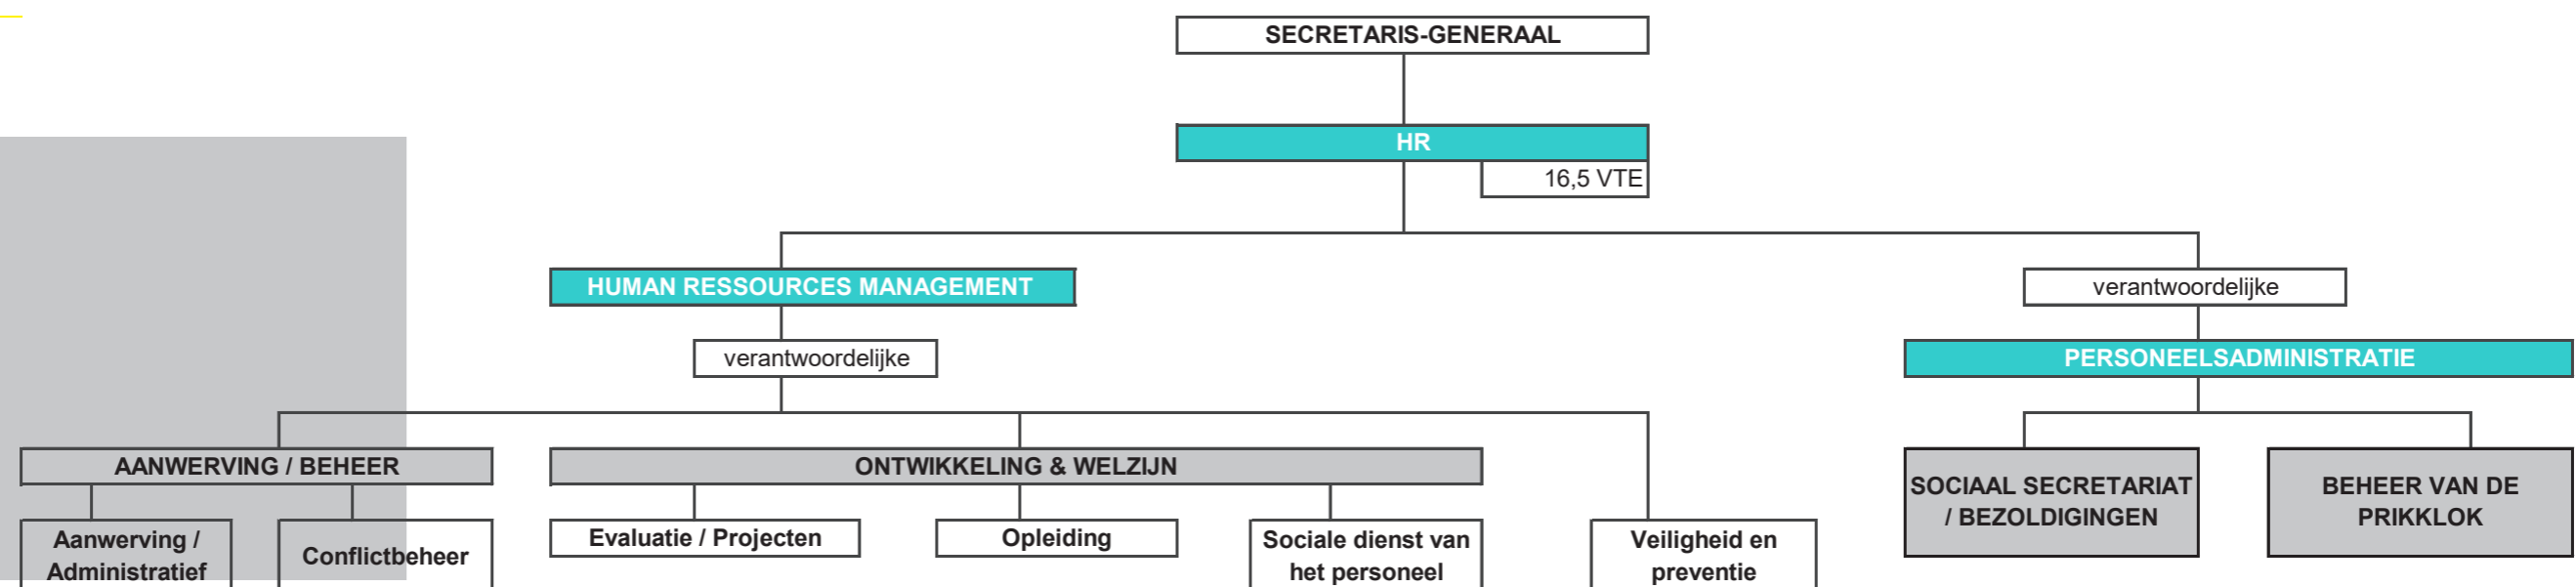 SECRETARIS-GENERAAL
HR
16,5 VTE
HUMAN RESSOURCES MANAGEMENT
verantwoordelijke
verantwoordelijke
PERSONEELSADMINISTRATIE
AANWERVING / BEHEER
ONTWIKKELING & WELZIJN
SOCIAAL SECRETARIAT
/ BEZOLDIGINGEN
BEHEER VAN DE
PRIKKLOK
Aanwerving /
Administratief
Conflictbeheer
Evaluatie / Projecten
Opleiding
Sociale dienst van
het personeel
Veiligheid en
preventie